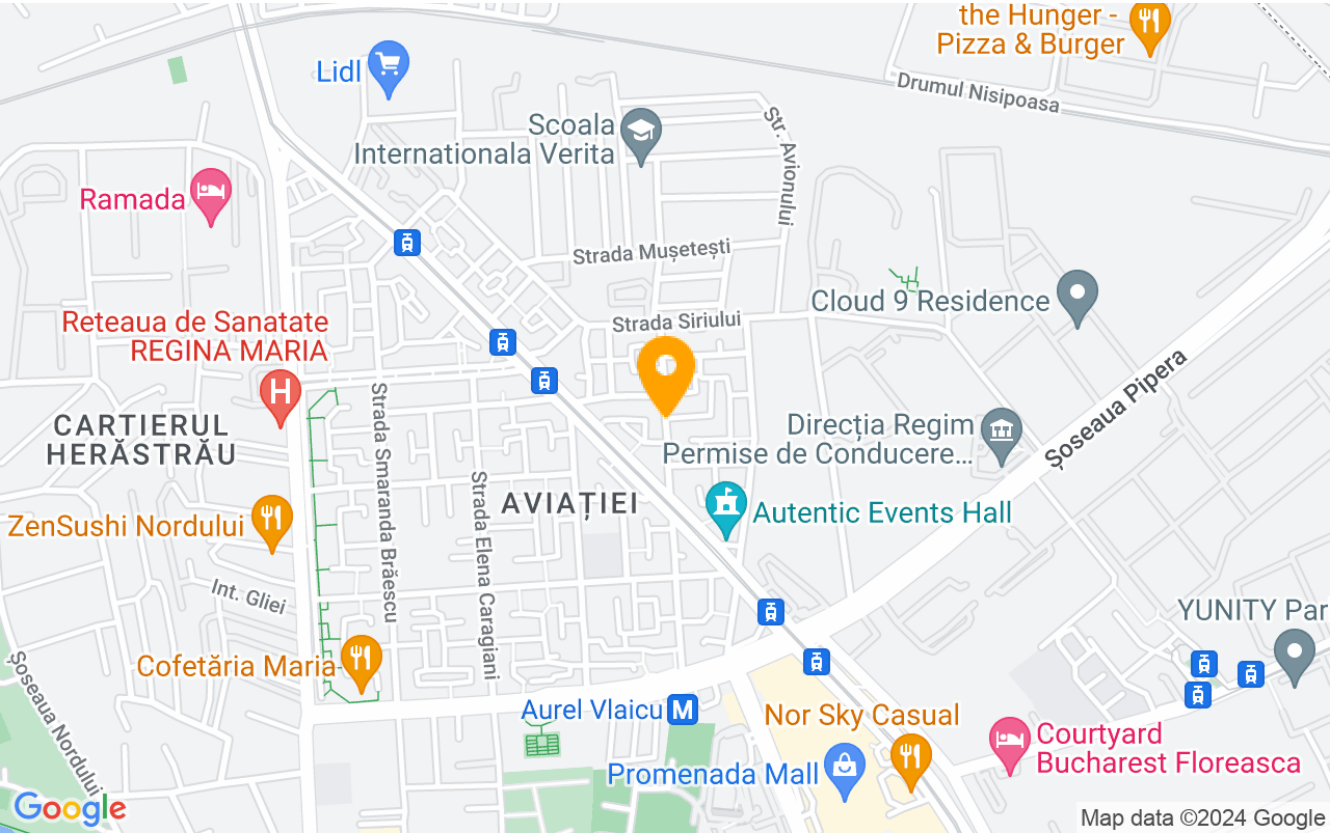 the Hunger -
Pizza & Burger
Lidl
Drumul Nisipoasa
Scoala
Internationala Verita
Str. Avionului
Ramada
Strada Mușetești
Cloud 9 Residence
Strada Siriului
Reteaua de Sanatate
REGINA MARIA
H
Șoseaua Pipera
Strada Smaranda Brăescu
CARTIERUL
HERĂSTRĂU
Direcția Regim
Permise de Conducere...
Strada Elena Caragiani
AVIAȚIEI
Autentic Events Hall
ZenSushi Nordului
Int. Gliei
YUNITY Par
Cofetăria Maria
Șoseaua Nordului
Aurel Vlaicu M
Nor Sky Casual
Courtyard
Bucharest Floreasca
Promenada Mall
Google
Map data ©2024 Google